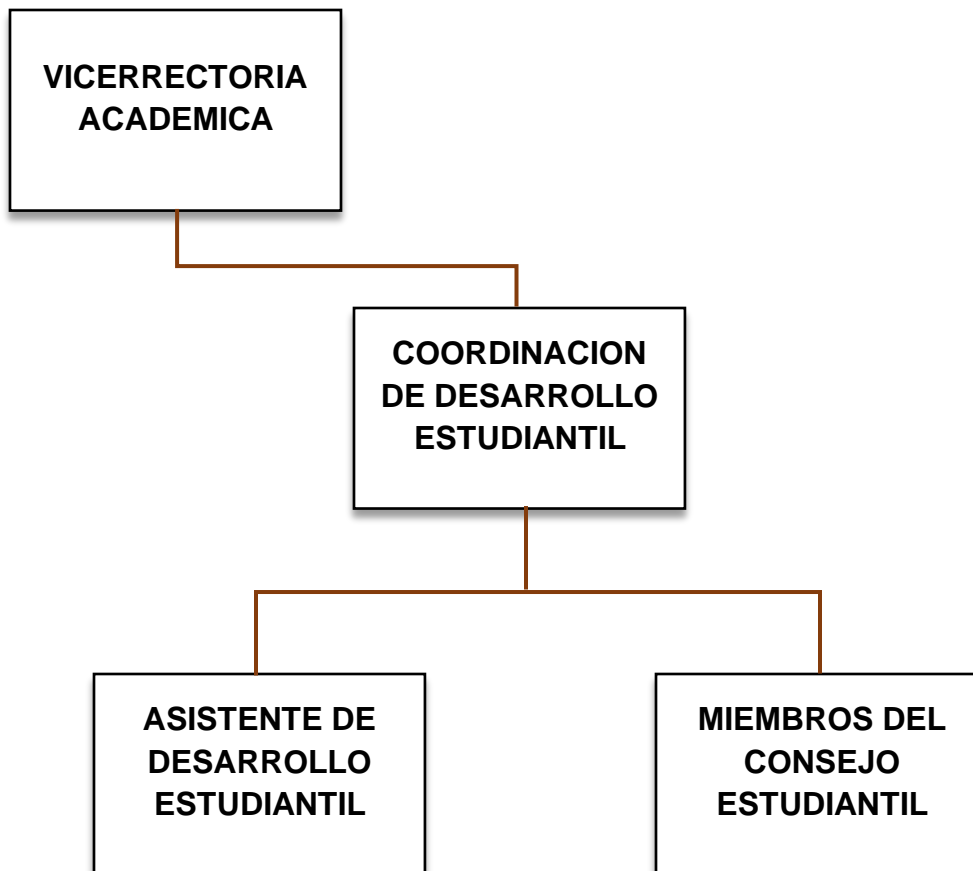 VICERRECTORIA
ACADEMICA
COORDINACION
DE DESARROLLO
ESTUDIANTIL
ASISTENTE DE
DESARROLLO
ESTUDIANTIL
MIEMBROS DEL
CONSEJO
ESTUDIANTIL